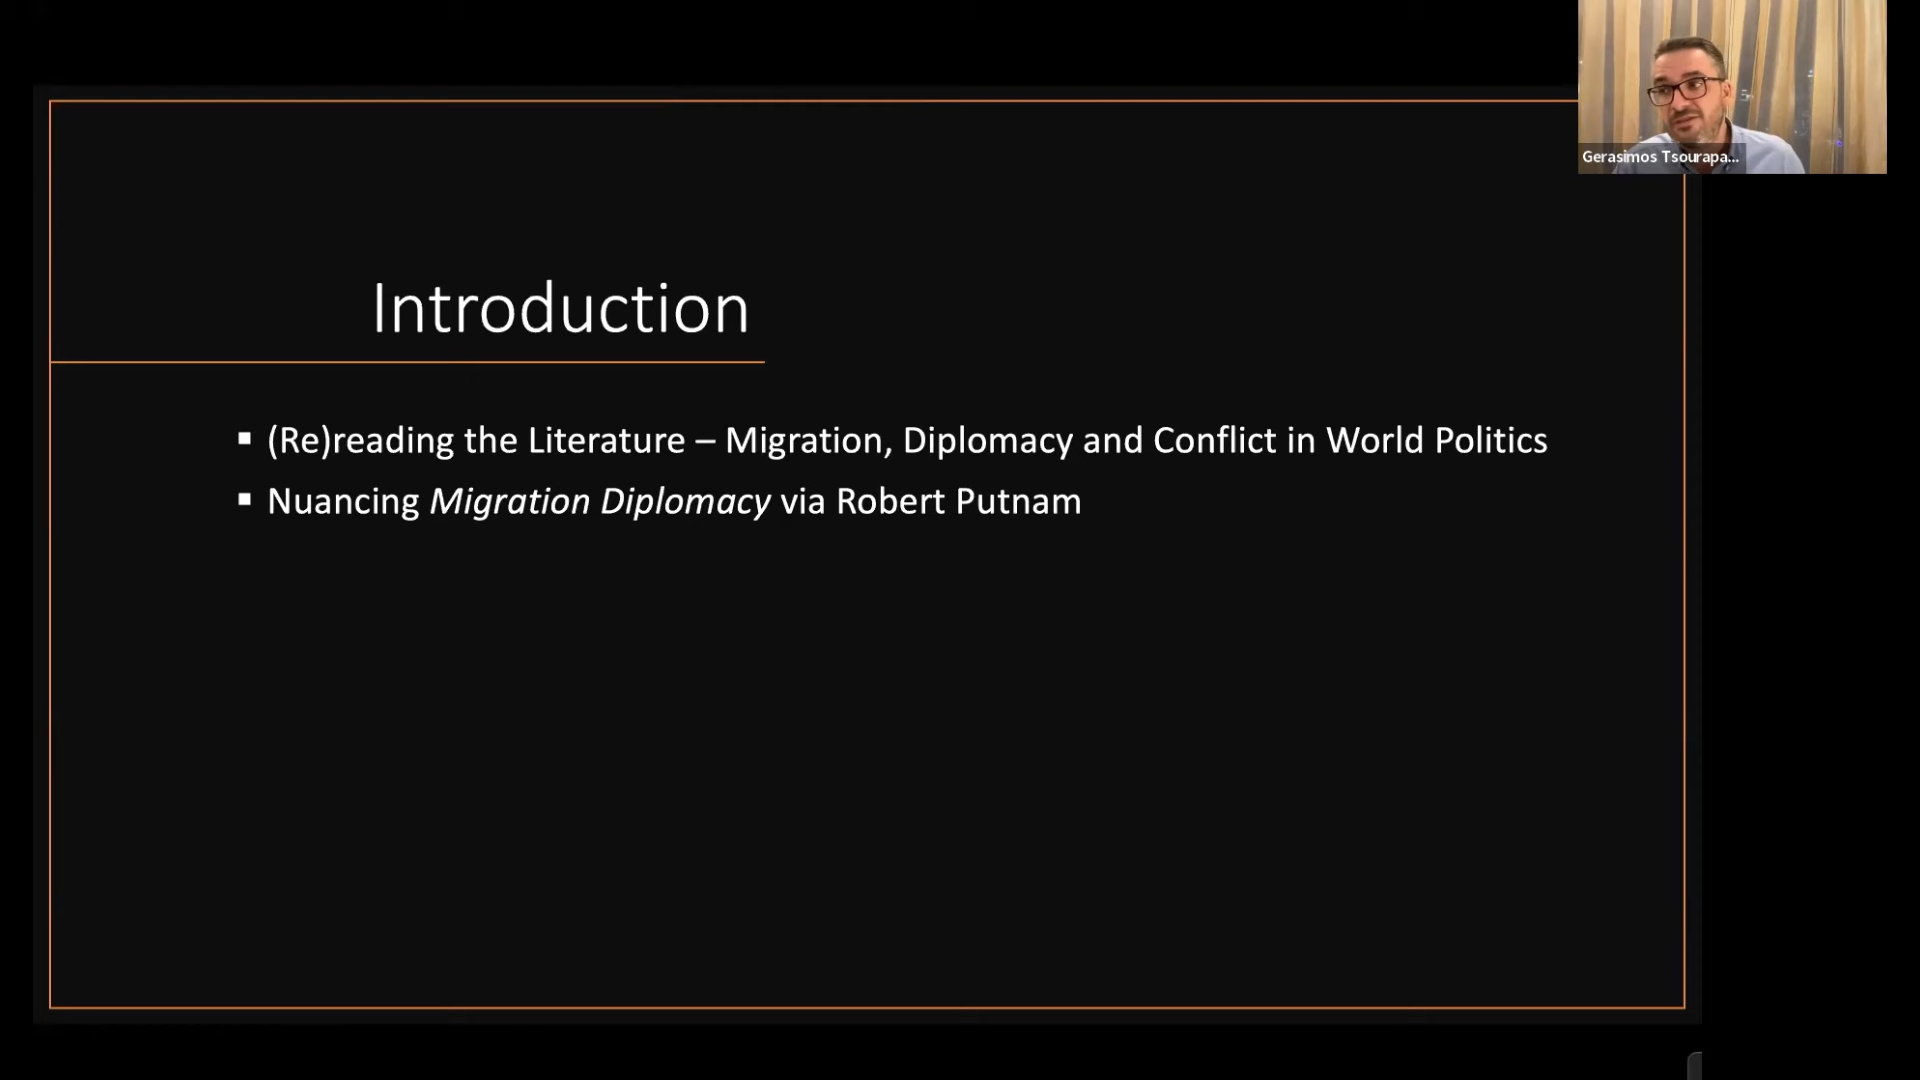 Gerasimos Tsourapa...
Introduction
▪ (Re)reading the Literature – Migration, Diplomacy and Conflict in World Politics
▪ Nuancing Migration Diplomacy via Robert Putnam